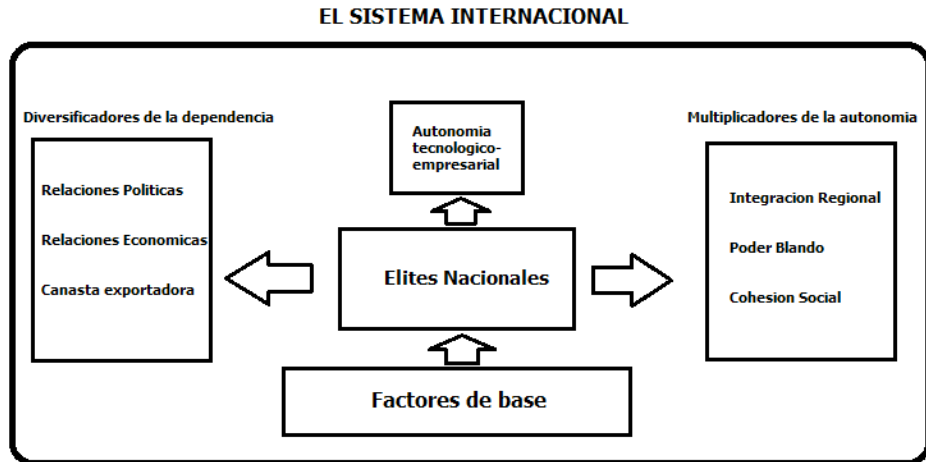 EL SISTEMA INTERNACIONAL
Diversificadores de la dependencia
Relaciones Politicas
Relaciones Economicas
Canasta exportadora
Autonomia
tecnologico-
empresarial
Elites Nacionales
Factores de base
Multiplicadores de la autonomia
Integracion Regional
Poder Blando
Cohesion Social